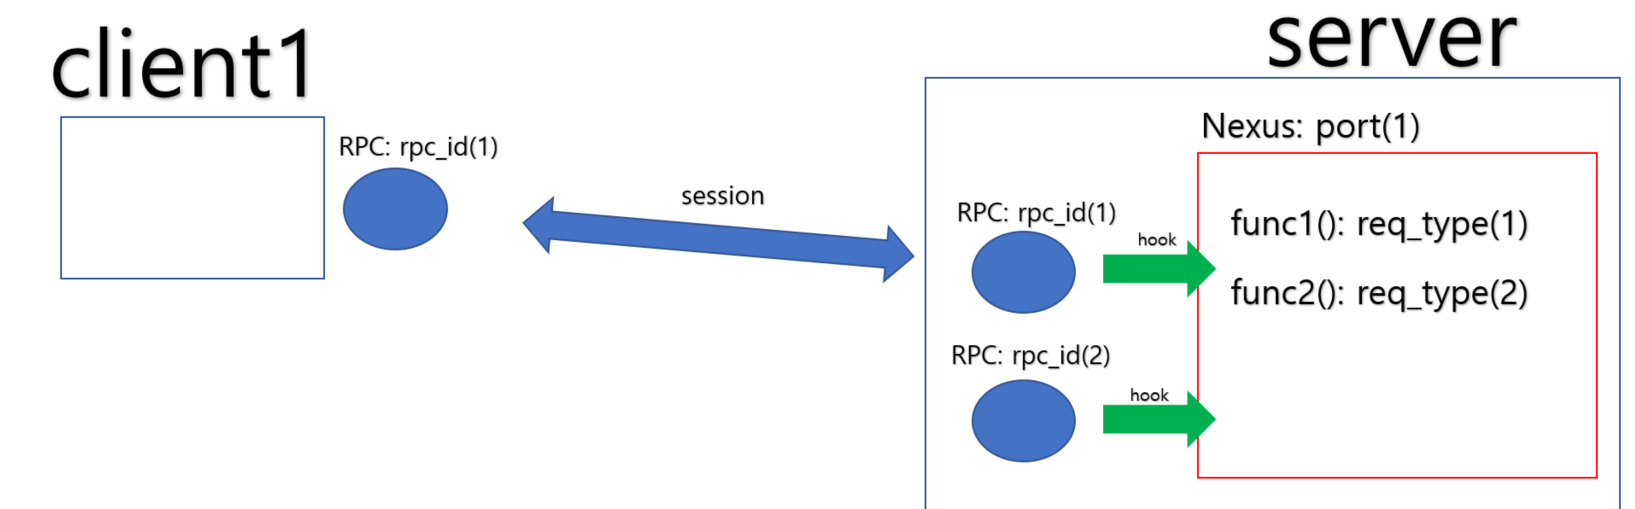 client1
server
RPC: rpc_id(1)
session
Nexus: port(1)
RPC: rpc_id(1)
hook
func1(): req_type(1)
func2(): req_type(2)
RPC: rpc_id(2)
hook